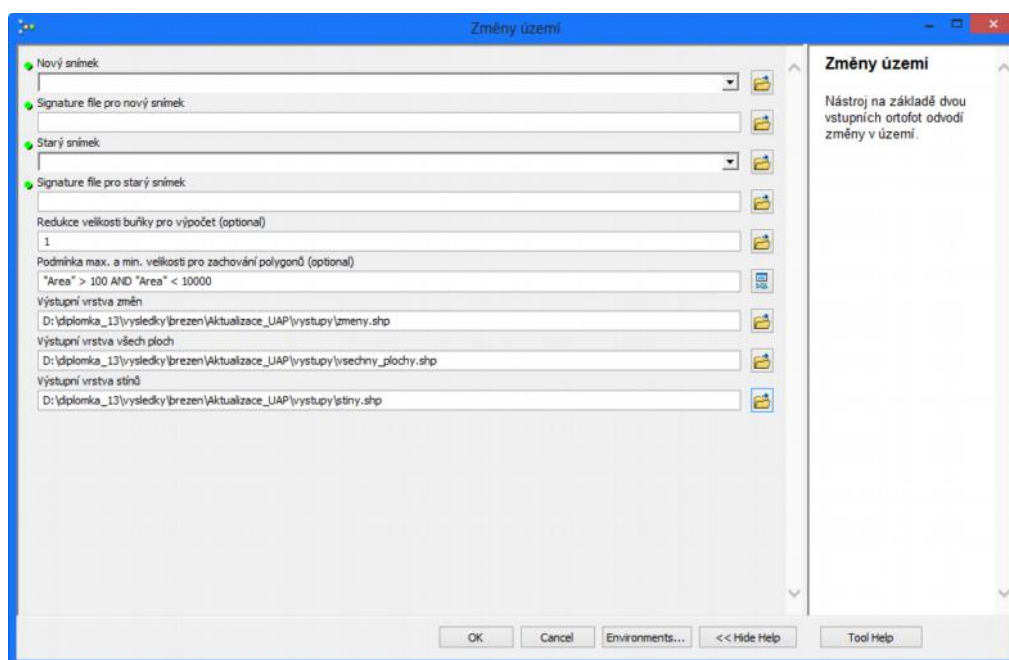 Změny území
Nový snímek
Signature file pro nový snímek
Starý snímek
Signature file pro starý snímek
Redukce velikosti buňky pro výpočet (optional)
1
Podmínka max. a min. velikosti pro zachování polygonů (optional)
"Area" > 100 AND "Area" < 10000
Výstupní vrstva změn
D:\diplomka_13\vysledky\brezen\Aktualizace_UAP\vystupy\zmeny.shp
Výstupní vrstva všech ploch
D:\diplomka_13\vysledky\brezen\Aktualizace_UAP\vystupy\vsechny_plochy.shp
Výstupní vrstva stínů
D:\diplomka_13\vysledky\brezen\Aktualizace_UAP\vystupy\stiny.shp
Změny území
Nástroj na základě dvou
vstupních ortofot odvodí
změny v území.
OK Cancel Environments... << Hide Help Tool Help